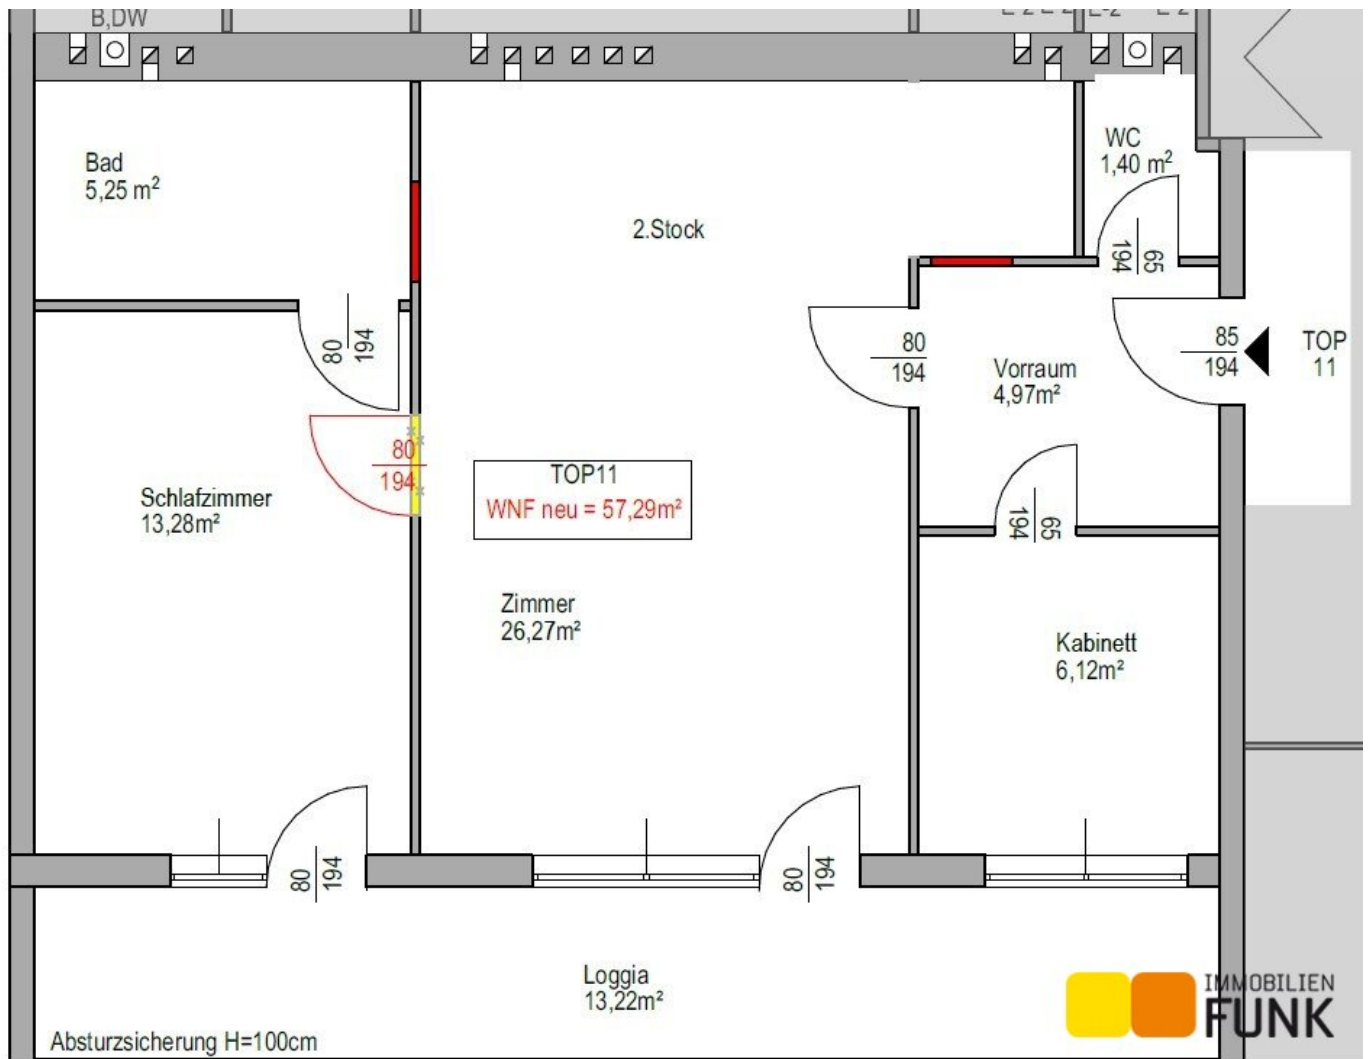 B,DW
Bad
5,25 m²
WC
1,40 m²
2.Stock
194
65
80
194
80
194
85
194
TOP
11
Vorraum
4,97m²
80
194
TOP11
WNF neu = 57,29m²
Schlafzimmer
13,28m²
194
65
Zimmer
26,27m²
Kabinett
6,12m²
80
194
80
194
Loggia
13,22m²
IMMOBILIEN
FUNK
Absturzsicherung H=100cm